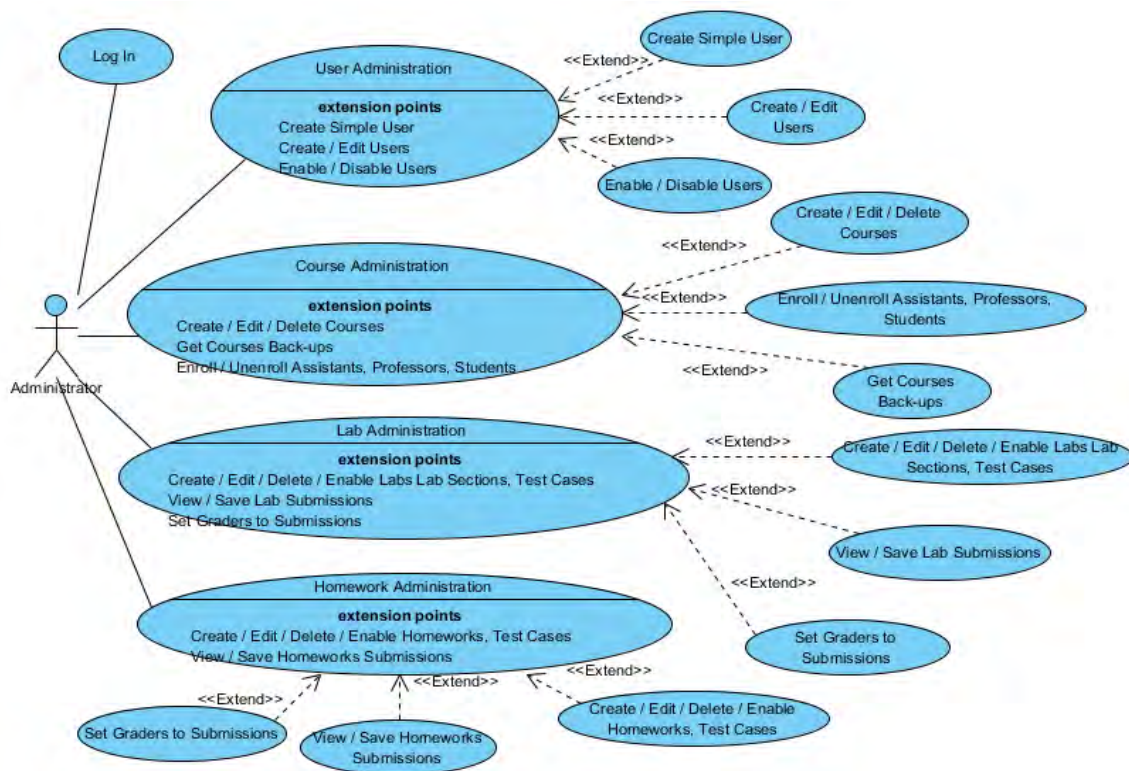 Log In
User Administration
extension points
Create Simple User
Create / Edit Users
Enable / Disable Users
<<Extend>>
Create Simple User
<<Extend>>
Create / Edit
Users
<<Extend>>
Enable / Disable Users
Administrator
Course Administration
extension points
Create / Edit / Delete Courses
Get Courses Back-ups
Enroll / Unenroll Assistants, Professors, Students
<<Extend>>
Create / Edit / Delete
Courses
<<Extend>>
Enroll / Unenroll Assistants, Professors,
Students
<<Extend>>
Get Courses
Back-ups
Lab Administration
extension points
Create / Edit / Delete / Enable Labs Lab Sections, Test Cases
View / Save Lab Submissions
Set Graders to Submissions
<<Extend>>
Create / Edit / Delete / Enable Labs Lab
Sections, Test Cases
<<Extend>>
View / Save Lab Submissions
<<Extend>>
Set Graders to
Submissions
Homework Administration
extension points
Create / Edit / Delete / Enable Homeworks, Test Cases
View / Save Homeworks Submissions
<<Extend>>
Set Graders to Submissions
<<Extend>>
View / Save Homeworks
Submissions
<<Extend>>
Create / Edit / Delete / Enable
Homeworks, Test Cases